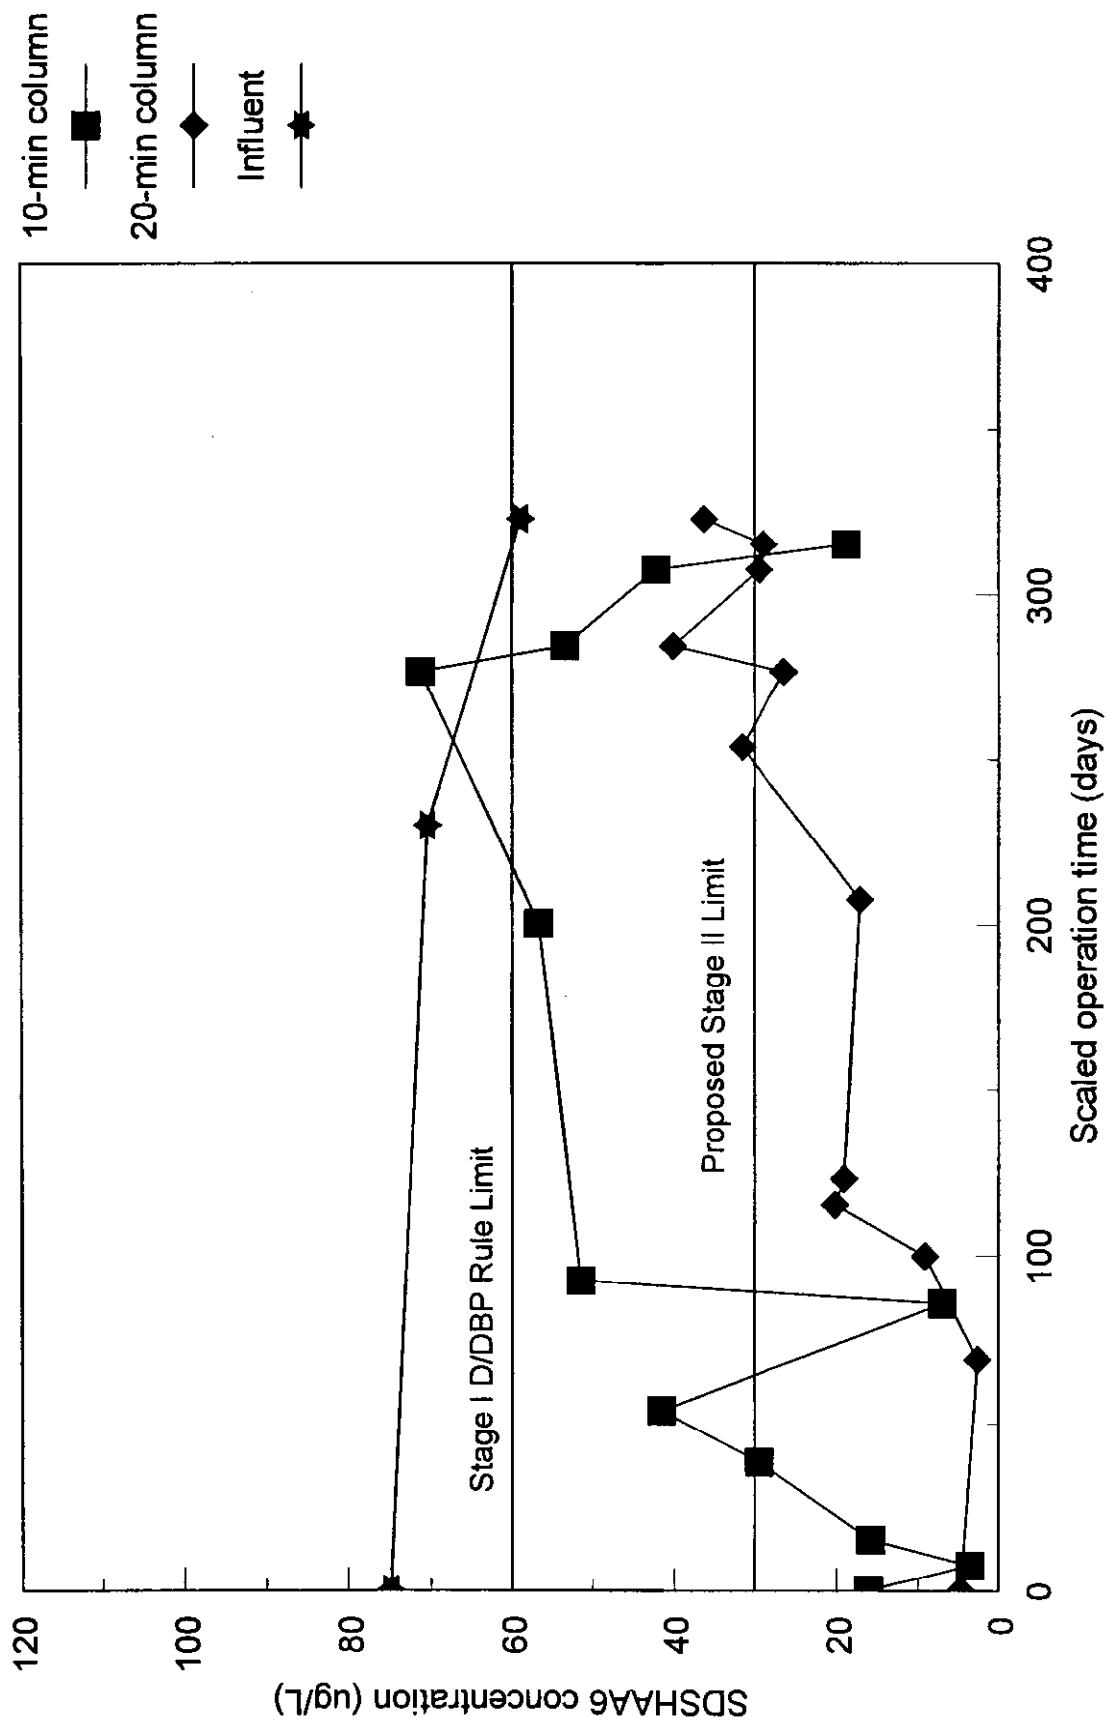 10-min column
20-min column
Influent
SDSHAA6 concentration (ug/L)
120
100
80
60
40
20
0
Stage I D/DBP Rule Limit
Proposed Stage II Limit
0
100
200
300
400
Scaled operation time (days)